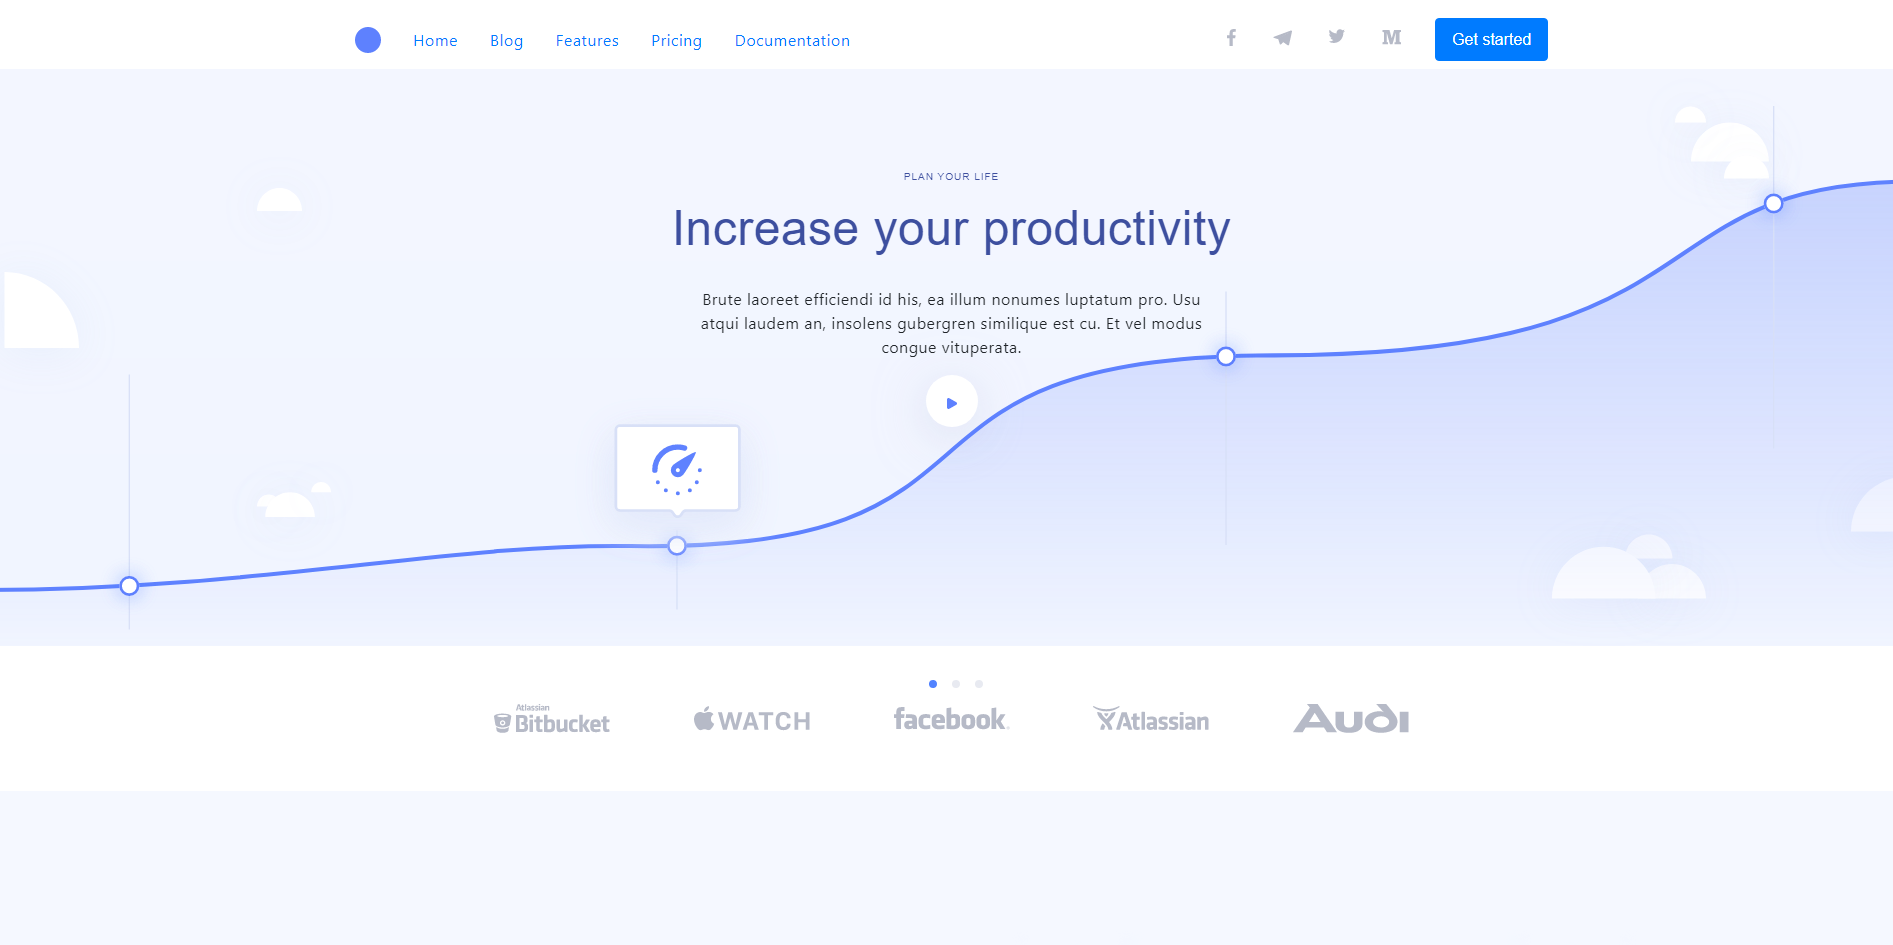 Home Blog Features Pricing Documentation Get started
PLAN YOUR LIFE
Increase your productivity
Brute laoreet efficiendi id his, ea illum nonumes luptatum pro. Usu
atqui laudem an, insolens gubergren similique est cu. Et vel modus
congue vituperata.
Atlassian
Bitbucket
WATCH
facebook
Atlassian
Audi